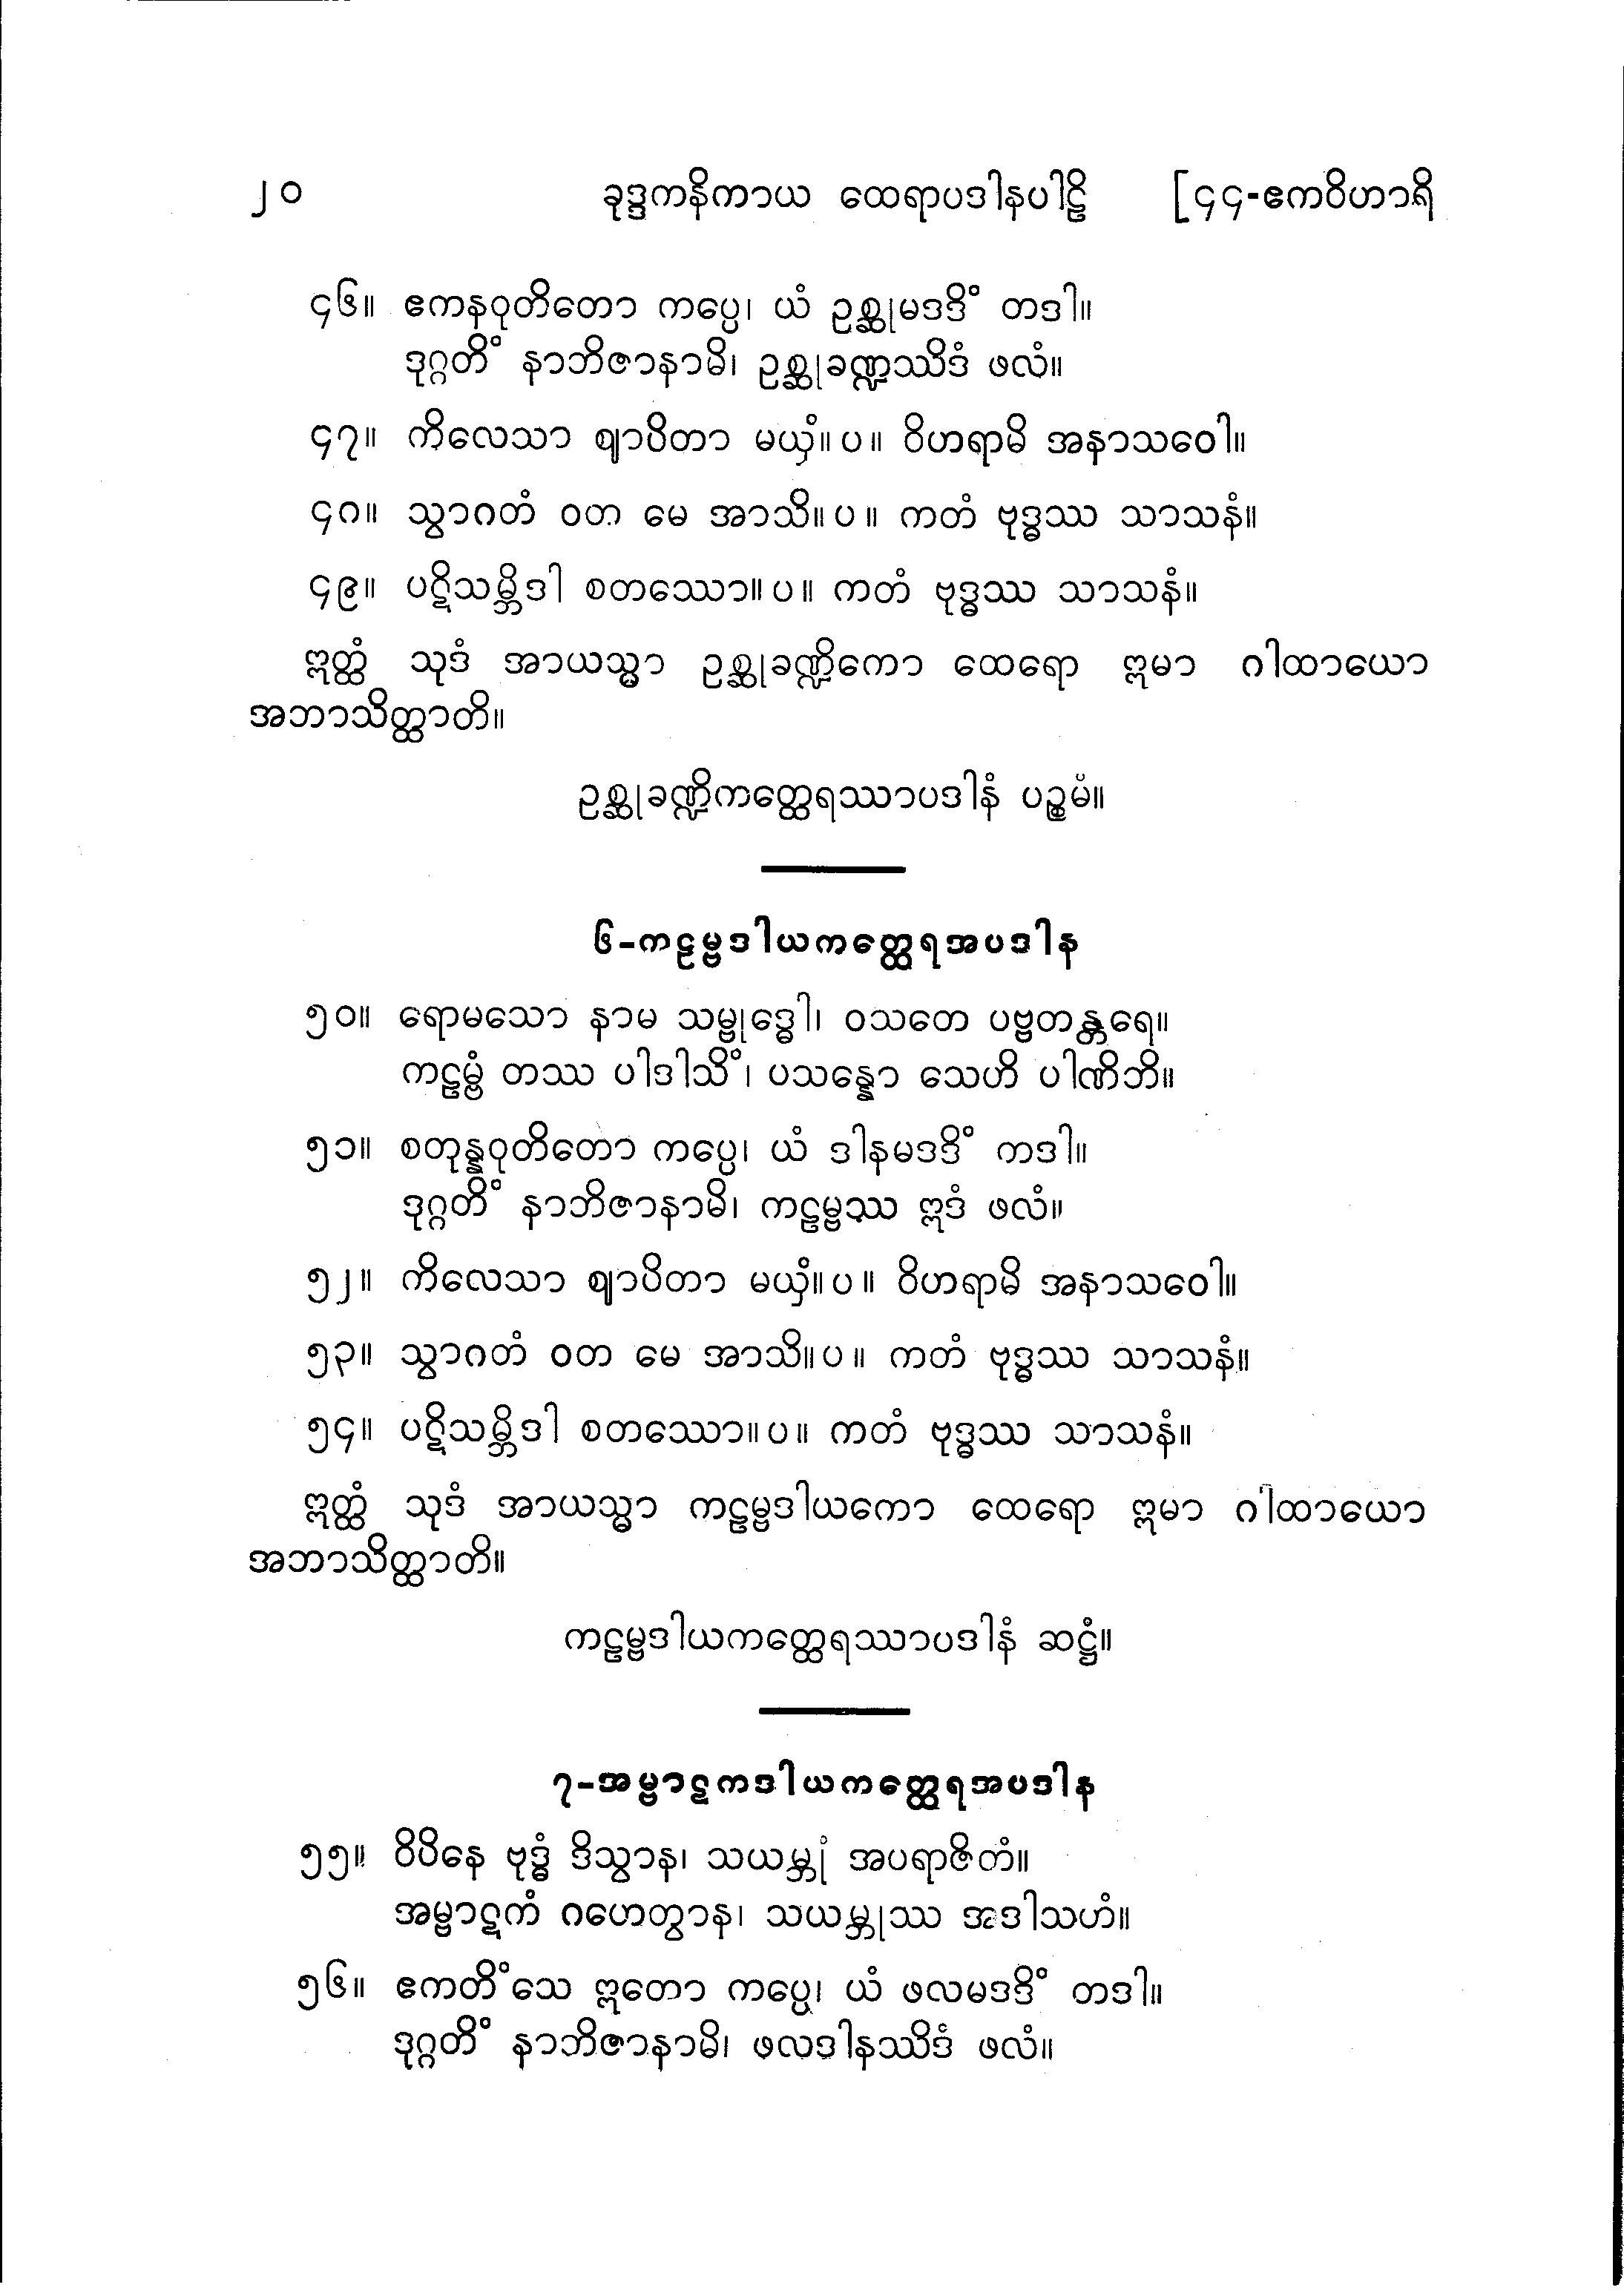 ၂၀ ခုဒ္ဒကနိကာယ ထေရာပဒါနပါဠိ [၄၄-ဧကဝိဟာရိ
၄၆။ ဧကနဝုတိတော ကပ္ပေ၊ ယံ ဥစ္ဆုမဒဒိံ တဒါ။
ဒုဂ္ဂတိံ နာဘိဇာနာမိ၊ ဥစ္ဆုခဏ္ဍဿိဒံ ဖလံ။
၄၇။ ကိလေသာ ဈာပိတာ မယှံ။ ပ။ ဝိဟရာမိ အနာသဝေါ။
၄၈။ သွာဂတံ ဝတ မေ အာသိ။ ပ။ ကတံ ဗုဒ္ဓဿ သာသနံ။
၄၉။ ပဋိသမ္ဘိဒါ စတဿော။ ပ။ ကတံ ဗုဒ္ဓဿ သာသနံ။
ဣတ္ထံ သုဒံ အာယသ္မာ ဥစ္ဆုခဏ္ဍိကော ထေရော ဣမာ ဂါထာယော
အဘာသိတ္ထာတိ။
ဥစ္ဆုခဏ္ဍိကတ္ထေရဿာပဒါနံ ပဉ္စမံ။
၆-ကဠမ္ဗဒါယကတ္ထေရအပဒါန
၅၀။ ရောမသော နာမ သမ္ဗုဒ္ဓေါ၊ ဝသတေ ပဗ္ဗတန္တရေ။
ကဠမ္ဗံ တဿ ပါဒါသိံ၊ ပသန္နော သေဟိ ပါဏိဘိ။
၅၁။ စတုန္နဝုတိတော ကပ္ပေ၊ ယံ ဒါနမဒဒိံ ကဒါ။
ဒုဂ္ဂတိံ နာဘိဇာနာမိ၊ ကဠမ္ဗဿ ဣဒံ ဖလံ။
၅၂။ ကိလေသာ ဈာပိတာ မယှံ။ ပ။ ဝိဟရာမိ အနာသဝေါ။
၅၃။ သွာဂတံ ဝတ မေ အာသိ။ ပ။ ကတံ ဗုဒ္ဓဿ သာသနံ။
၅၄။ ပဋိသမ္ဘိဒါ စတဿော။ ပ။ ကတံ ဗုဒ္ဓဿ သာသနံ။
ဣတ္ထံ သုဒံ အာယသ္မာ ကဠမ္ဗဒါယကော ထေရော ဣမာ ဂါထာယော
အဘာသိတ္ထာတိ။
ကဠမ္ဗဒါယကတ္ထေရဿာပဒါနံ ဆဋ္ဌံ။
၇-အမ္ဗာဋကဒါယကတ္ထေရအပဒါန
၅၅။ ဝိပိနေ ဗုဒ္ဓံ ဒိသွာန၊ သယမ္ဘုံ အပရာဇိတံ။
အမ္ဗာဋကံ ဂဟေတွာန၊ သယမ္ဘုဿ အဒါသဟံ။
၅၆။ ဧကတိံသေ ဣတော ကပ္ပေ၊ ယံ ဖလမဒဒိံ တဒါ။
ဒုဂ္ဂတိံ နာဘိဇာနာမိ၊ ဖလဒါနဿိဒံ ဖလံ။